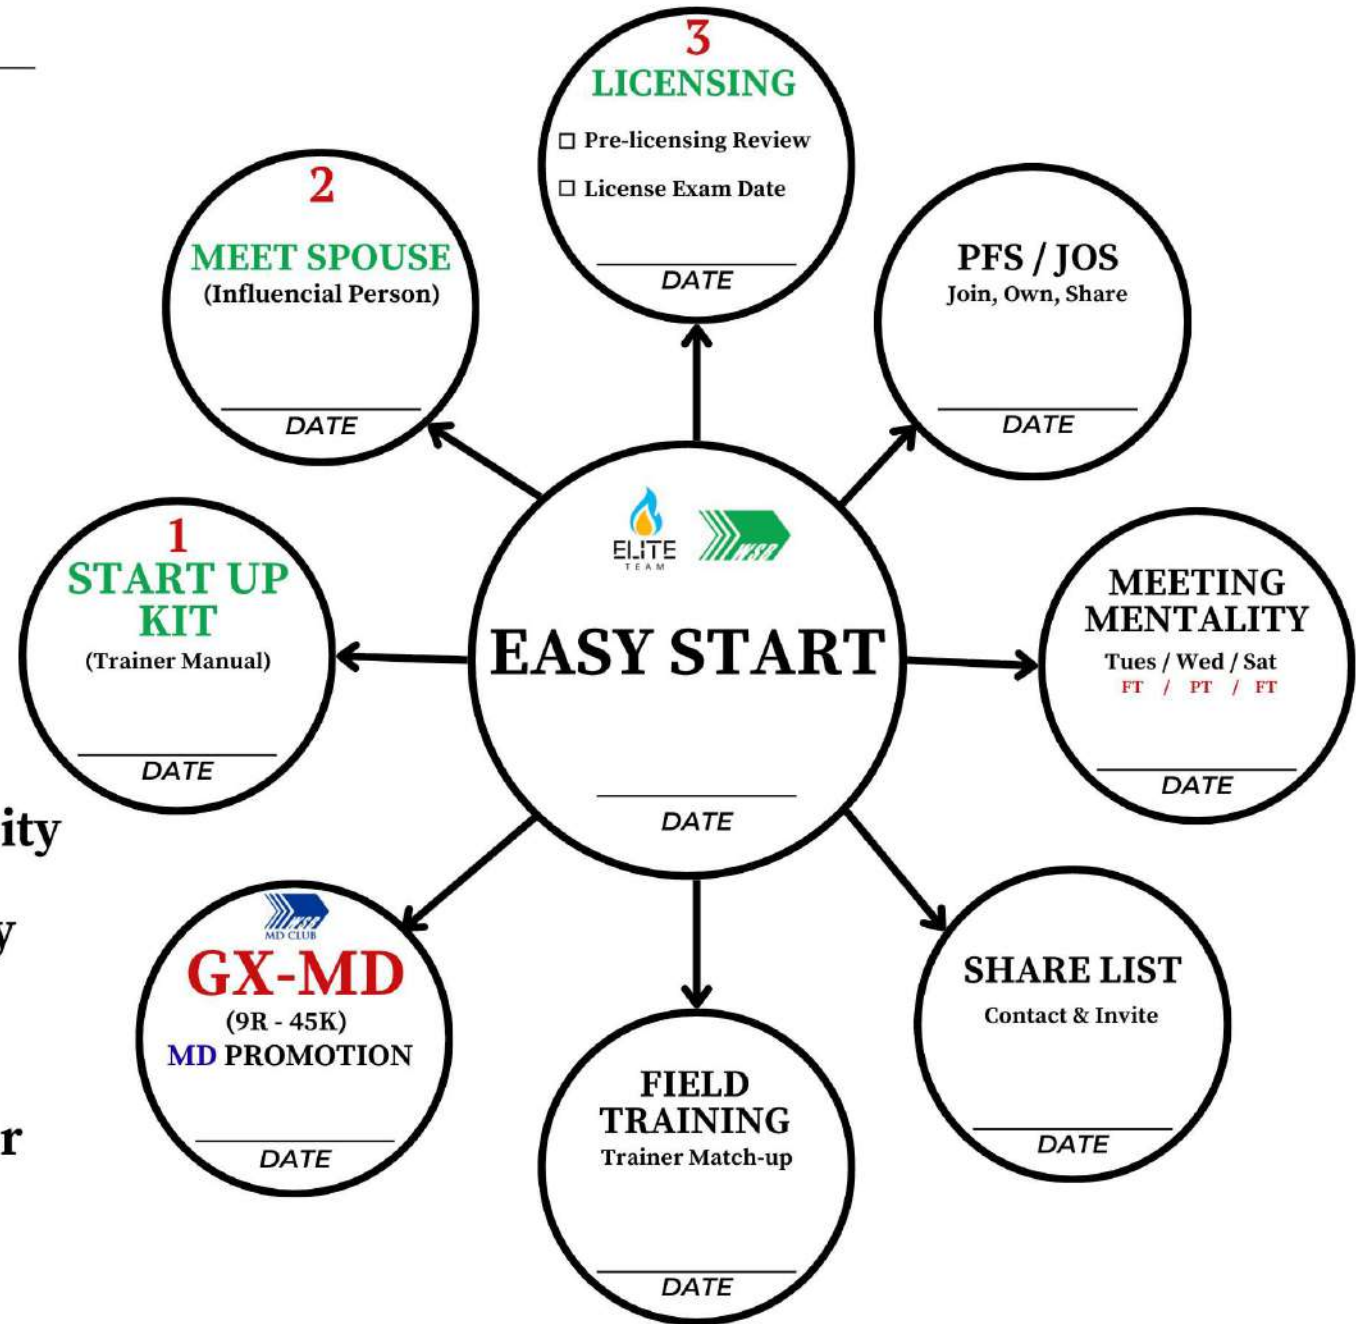 3
LICENSING
☐ Pre-licensing Review
☐ License Exam Date
DATE
2
MEET SPOUSE
(Influencial Person)
DATE
PFS / JOS
Join, Own, Share
DATE
1
START UP
KIT
(Trainer Manual)
DATE
ELITE
TEAM
EASY START
DATE
MEETING
MENTALITY
Tues / Wed / Sat
FT / PT / FT
DATE
ity
y
r
MD CLUB
GX-MD
(9R - 45K)
MD PROMOTION
DATE
FIELD
TRAINING
Trainer Match-up
DATE
SHARE LIST
Contact & Invite
DATE